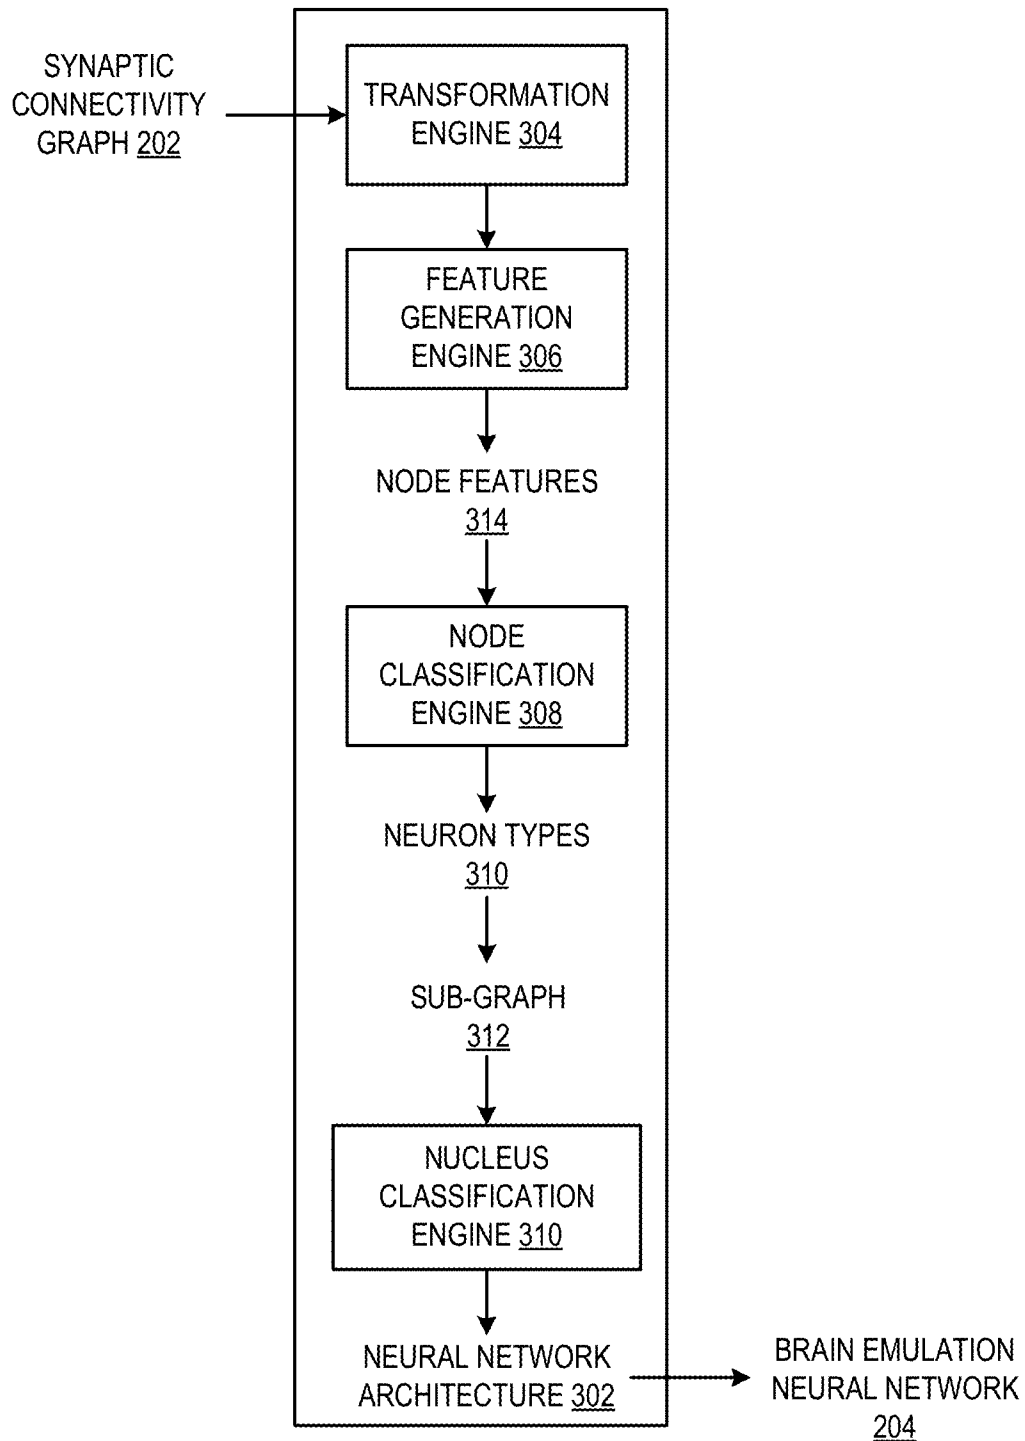 SYNAPTIC
CONNECTIVITY
GRAPH 202
TRANSFORMATION
ENGINE 304
FEATURE
GENERATION
ENGINE 306
NODE FEATURES
314
NODE
CLASSIFICATION
ENGINE 308
NEURON TYPES
310
SUB-GRAPH
312
NUCLEUS
CLASSIFICATION
ENGINE 310
NEURAL NETWORK
ARCHITECTURE 302
BRAIN EMULATION
NEURAL NETWORK
204